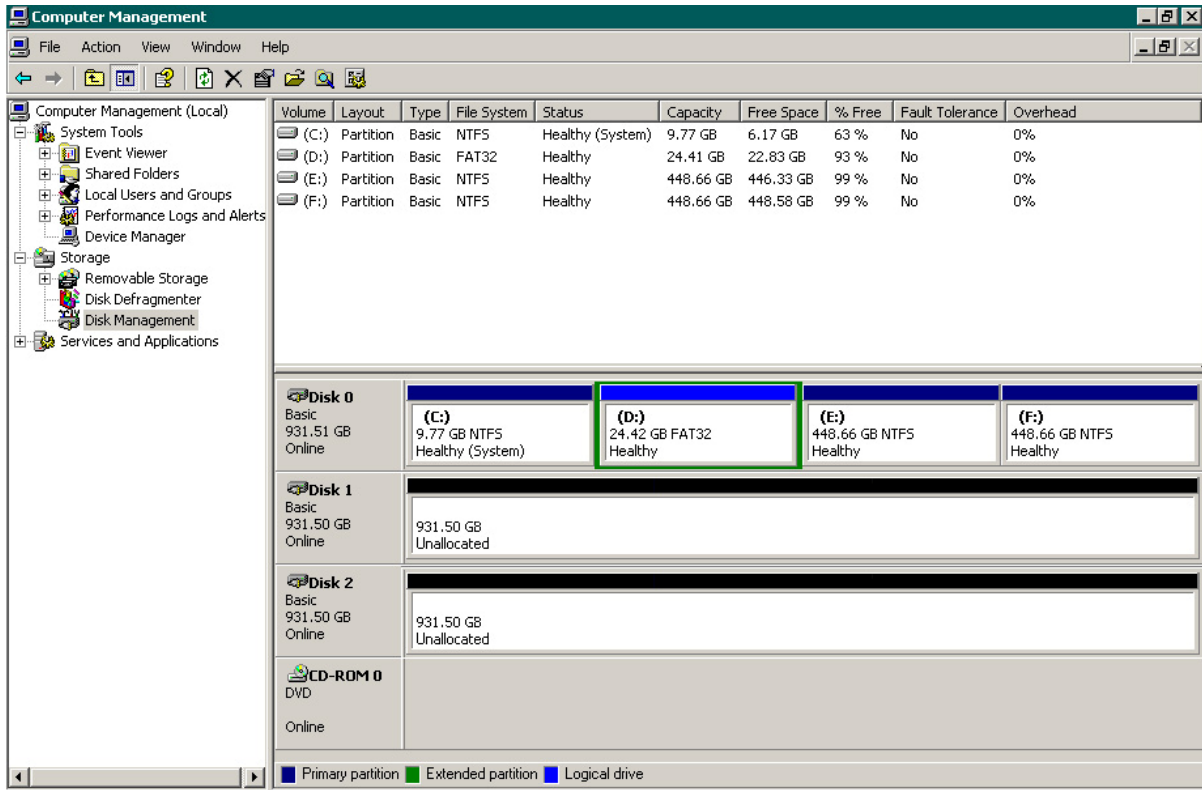 Computer Management
File Action View Window Help
Computer Management (Local)
System Tools
Event Viewer
Shared Folders
Local Users and Groups
Performance Logs and Alerts
Device Manager
Storage
Removable Storage
Disk Defragmenter
Disk Management
Services and Applications
Volume Layout Type File System Status Capacity Free Space % Free Fault Tolerance Overhead
(C:) Partition Basic NTFS Healthy (System) 9.77 GB 6.17 GB 63 % No 0%
(D:) Partition Basic FAT32 Healthy 24.41 GB 22.83 GB 93 % No 0%
(E:) Partition Basic NTFS Healthy 448.66 GB 446.33 GB 99 % No 0%
(F:) Partition Basic NTFS Healthy 448.66 GB 448.58 GB 99 % No 0%
Disk 0
Basic
931.51 GB
Online
(C:)
9.77 GB NTFS
Healthy (System)
(D:)
24.42 GB FAT32
Healthy
(E:)
448.66 GB NTFS
Healthy
(F:)
448.66 GB NTFS
Healthy
Disk 1
Basic
931.50 GB
Online
931.50 GB
Unallocated
Disk 2
Basic
931.50 GB
Online
931.50 GB
Unallocated
CD-ROM 0
DVD
Online
Primary partition Extended partition Logical drive